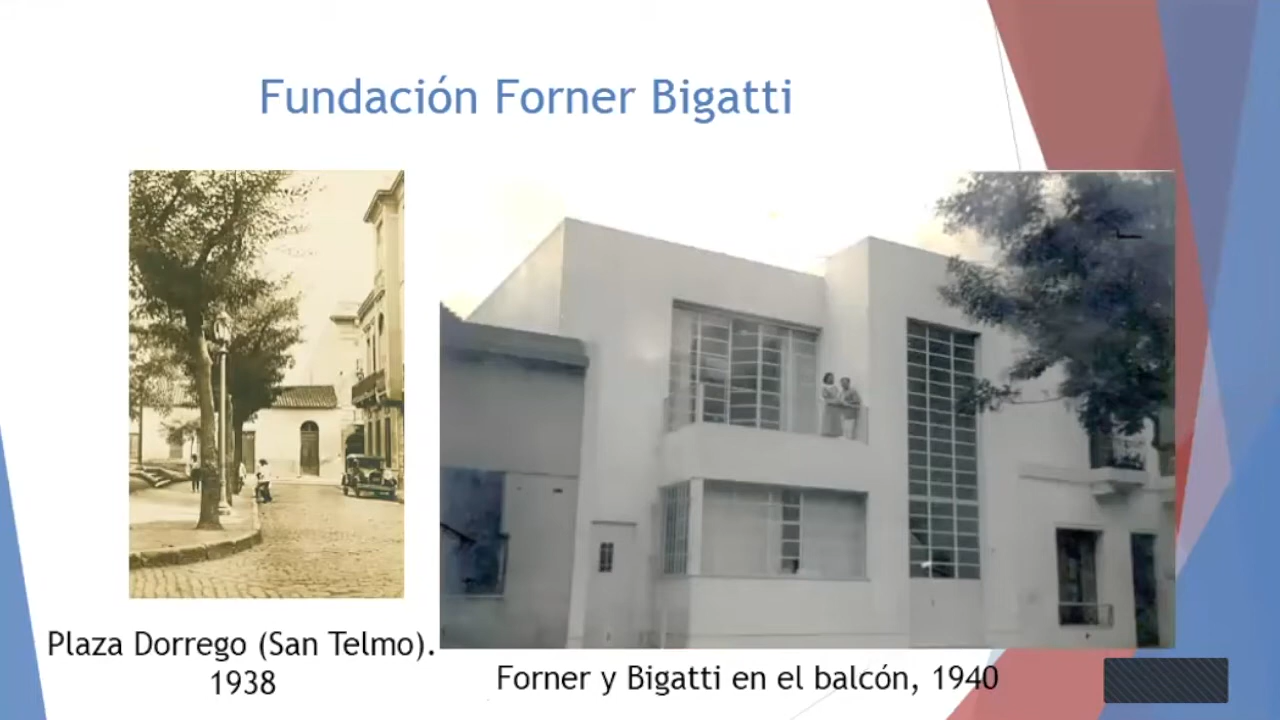 Fundación Forner Bigatti
Plaza Dorrego (San Telmo).
1938
Forner y Bigatti en el balcón, 1940